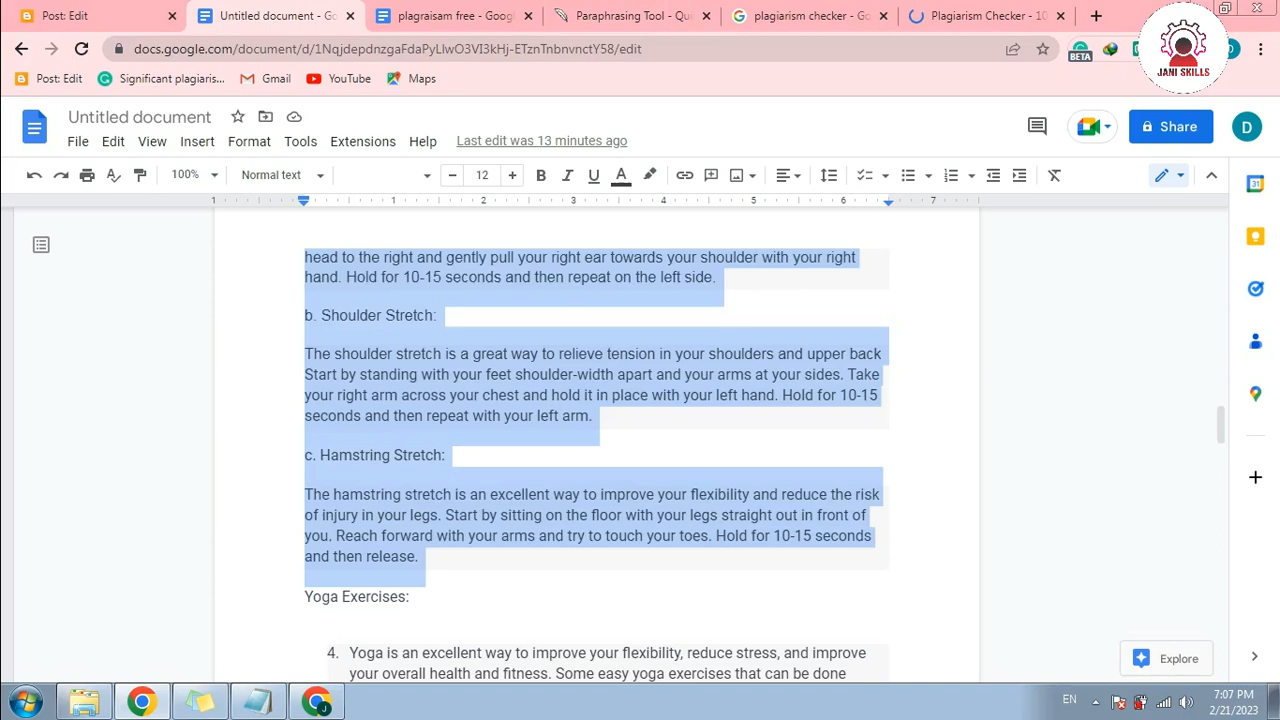 Post: Edit
Untitled document - Go
plagraisam free - Googl
Paraphrasing Tool - Qui
plagiarism checker - Go
Plagiarism Checker - 10
docs.google.com/document/d/1NqjdepdnzgaFdaPyLlwO3VI3kHj-ETznTnbnvnctY58/edit
BETA
D
JANI SKILLS
Post: Edit
Significant plagiaris...
Gmail
YouTube
Maps
Untitled document
File Edit View Insert Format Tools Extensions Help
Last edit was 13 minutes ago
Share
D
100%
Normal text
12
B I U A
1 1 2 3 4 5 6 7
31
head to the right and gently pull your right ear towards your shoulder with your right
hand. Hold for 10-15 seconds and then repeat on the left side.
b. Shoulder Stretch:
The shoulder stretch is a great way to relieve tension in your shoulders and upper back
Start by standing with your feet shoulder-width apart and your arms at your sides. Take
your right arm across your chest and hold it in place with your left hand. Hold for 10-15
seconds and then repeat with your left arm.
c. Hamstring Stretch:
The hamstring stretch is an excellent way to improve your flexibility and reduce the risk
of injury in your legs. Start by sitting on the floor with your legs straight out in front of
you. Reach forward with your arms and try to touch your toes. Hold for 10-15 seconds
and then release.
Yoga Exercises:
4. Yoga is an excellent way to improve your flexibility, reduce stress, and improve
your overall health and fitness. Some easy yoga exercises that can be done
Explore
EN
7:07 PM
2/21/2023